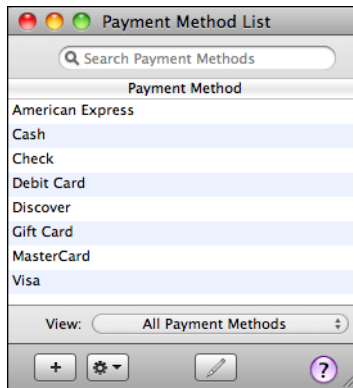 Payment Method List
Search Payment Methods
Payment Method
American Express
Cash
Check
Debit Card
Discover
Gift Card
MasterCard
Visa
View: All Payment Methods
+
?